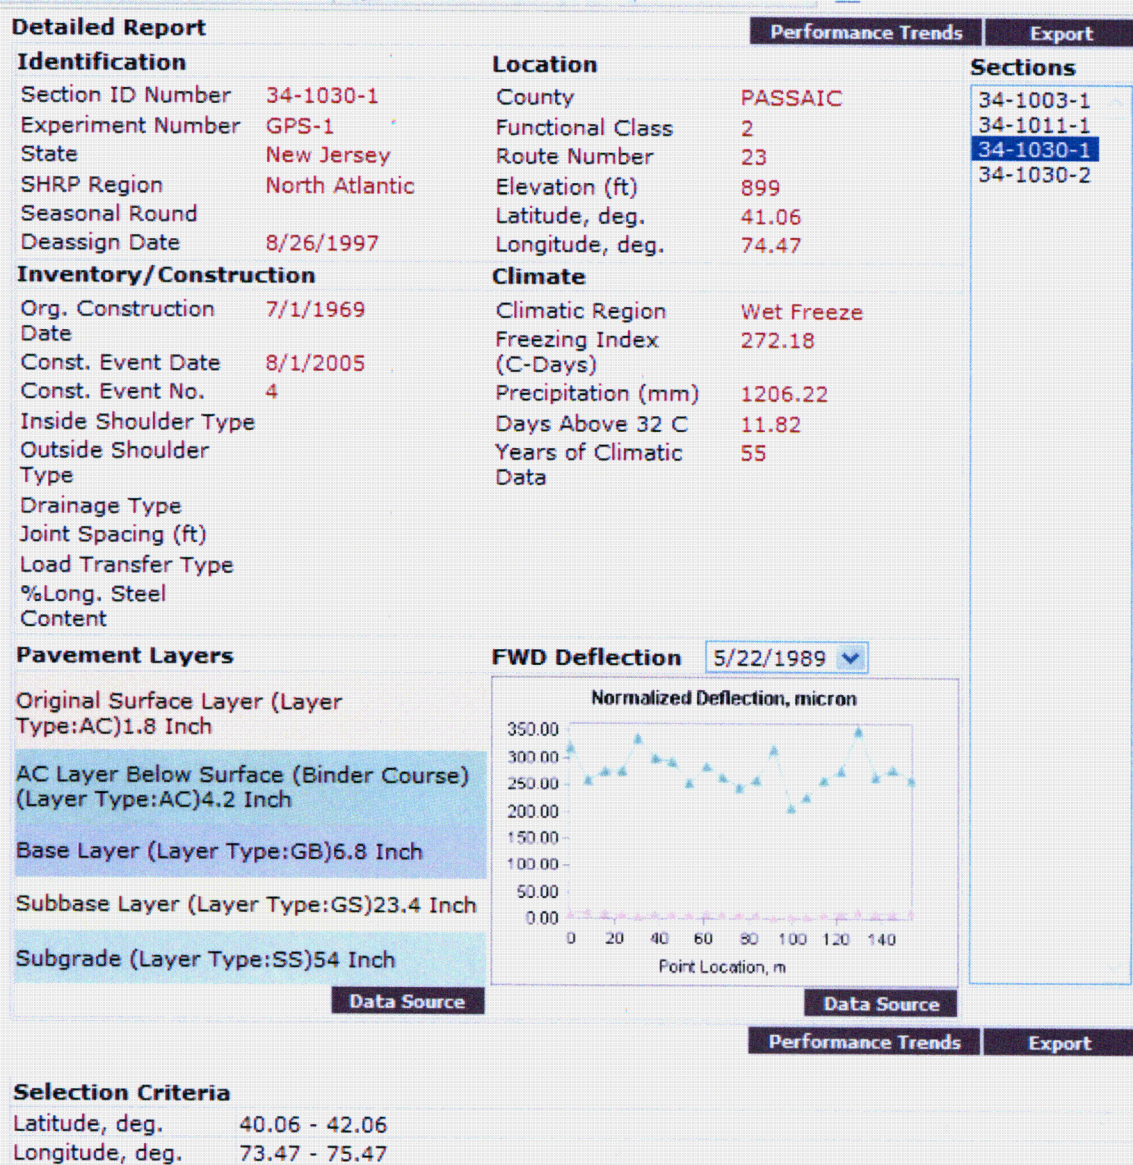 Detailed Report
Performance Trends
Export
Identification
Section ID Number 34-1030-1
Experiment Number GPS-1
State New Jersey
SHRP Region North Atlantic
Seasonal Round
Deassign Date 8/26/1997
Location
County PASSAIC
Functional Class 2
Route Number 23
Elevation (ft) 899
Latitude, deg. 41.06
Longitude, deg. 74.47
Sections
34-1003-1
34-1011-1
34-1030-1
34-1030-2
Inventory/Construction
Org. Construction 7/1/1969
Date
Const. Event Date 8/1/2005
Const. Event No. 4
Inside Shoulder Type
Outside Shoulder
Type
Drainage Type
Joint Spacing (ft)
Load Transfer Type
%Long. Steel
Content
Climate
Climatic Region Wet Freeze
Freezing Index 272.18
(C-Days)
Precipitation (mm) 1206.22
Days Above 32 C 11.82
Years of Climatic 55
Data
Pavement Layers
Original Surface Layer (Layer
Type:AC)1.8 Inch
AC Layer Below Surface (Binder Course)
(Layer Type:AC)4.2 Inch
Base Layer (Layer Type:GB)6.8 Inch
Subbase Layer (Layer Type:GS)23.4 Inch
Subgrade (Layer Type:SS)54 Inch
Data Source
FWD Deflection 5/22/1989
Normalized Deflection, micron
350.00
300.00
250.00
200.00
150.00
100.00
50.00
0.00
0 20 40 60 80 100 120 140
Point Location, m
Data Source
Performance Trends
Export
Selection Criteria
Latitude, deg. 40.06 - 42.06
Longitude, deg. 73.47 - 75.47